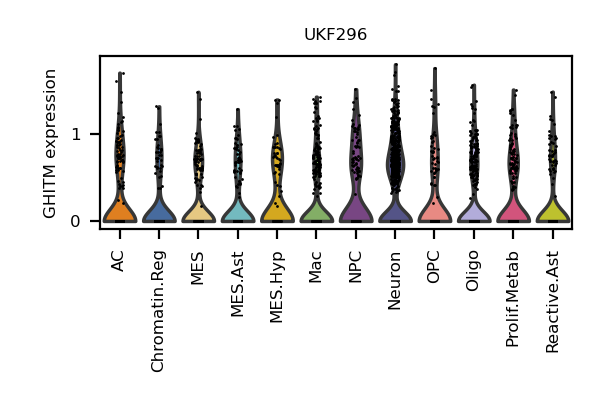 UKF296
GHITM expression
1
0
AC
Chromatin.Reg
MES
MES.Ast
MES.Hyp
Mac
NPC
Neuron
OPC
Oligo
Prolif.Metab
Reactive.Ast